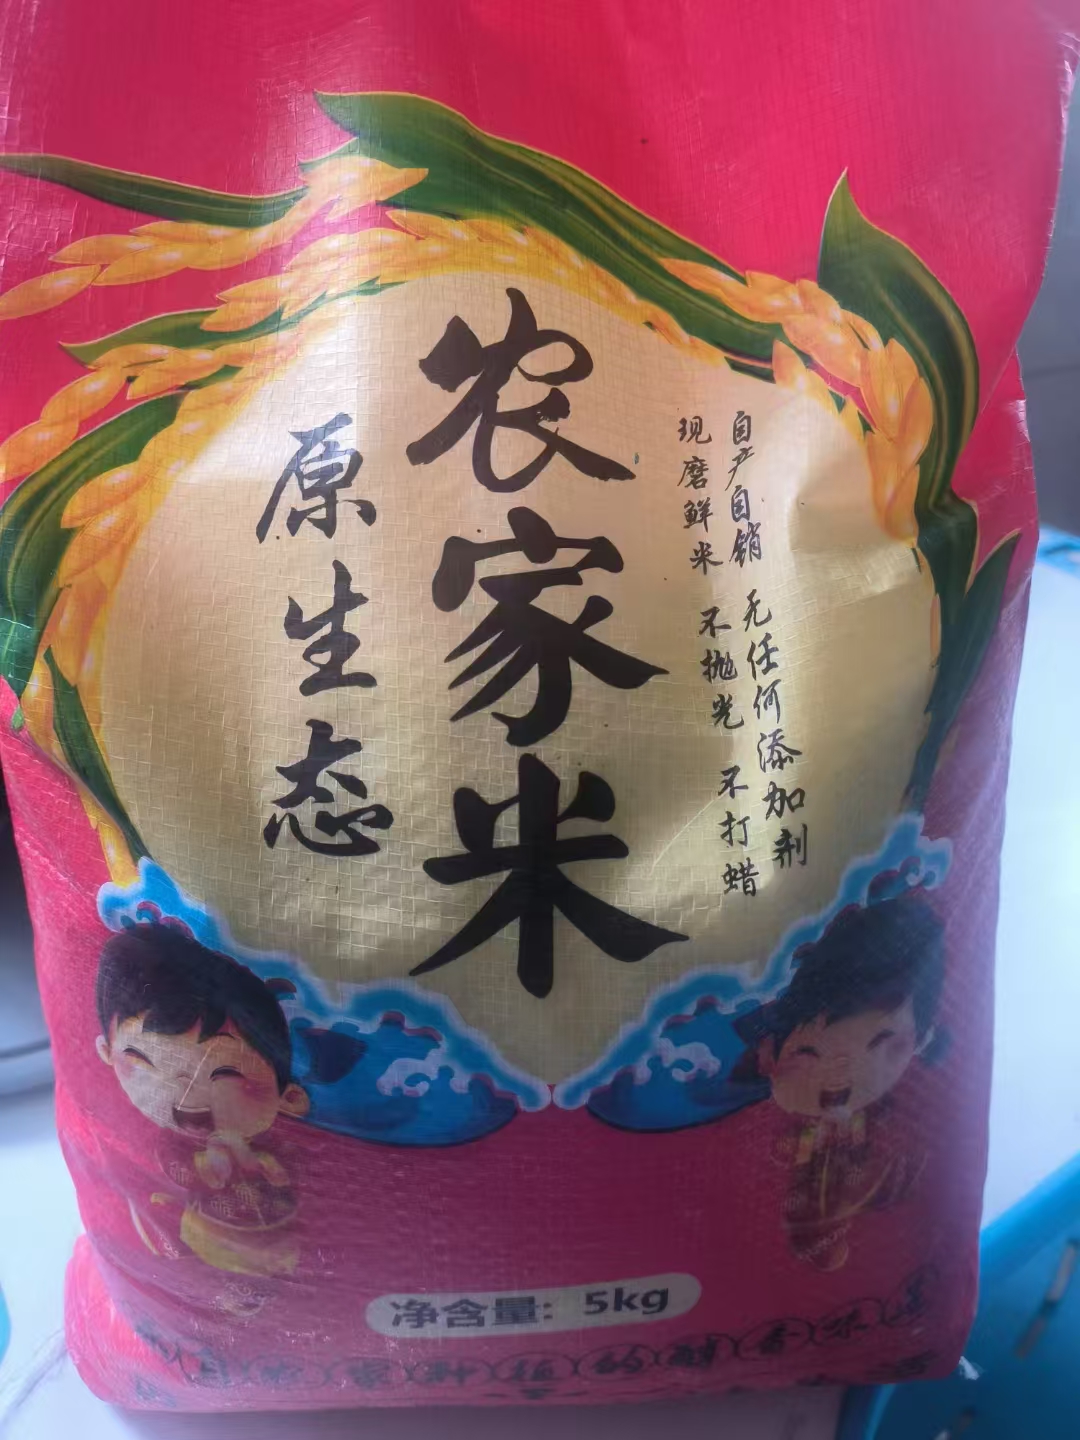 农家米
原生态
自产自销 无任何添加剂
现磨鲜米 不抛光 不打蜡
净含量: 5kg